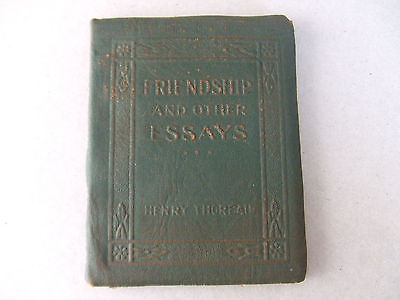 FRIENDSHIP
AND OTHER
ESSAYS
HENRY THOREAU